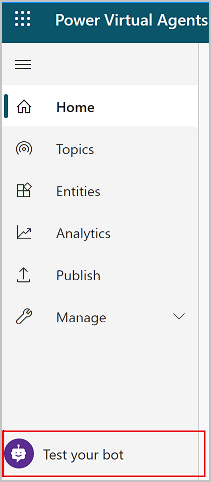 Power Virtual Agents
Home
Topics
Entities
Analytics
Publish
Manage
Test your bot